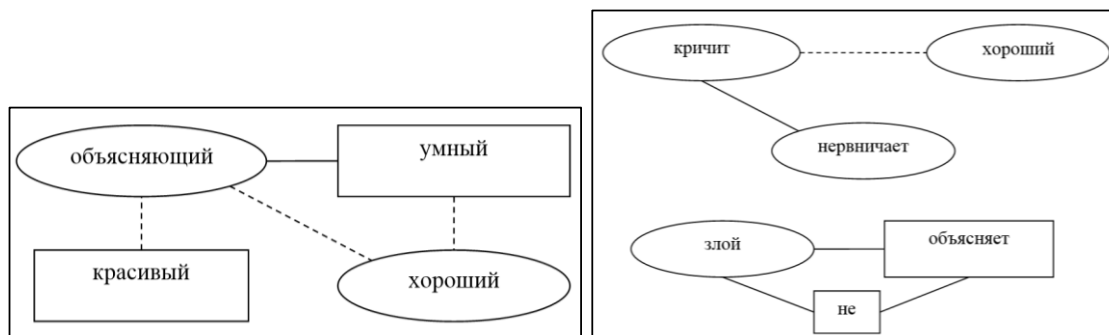 объясняющий
умный
красивый
хороший
кричит
хороший
нервничает
злой
объясняет
не